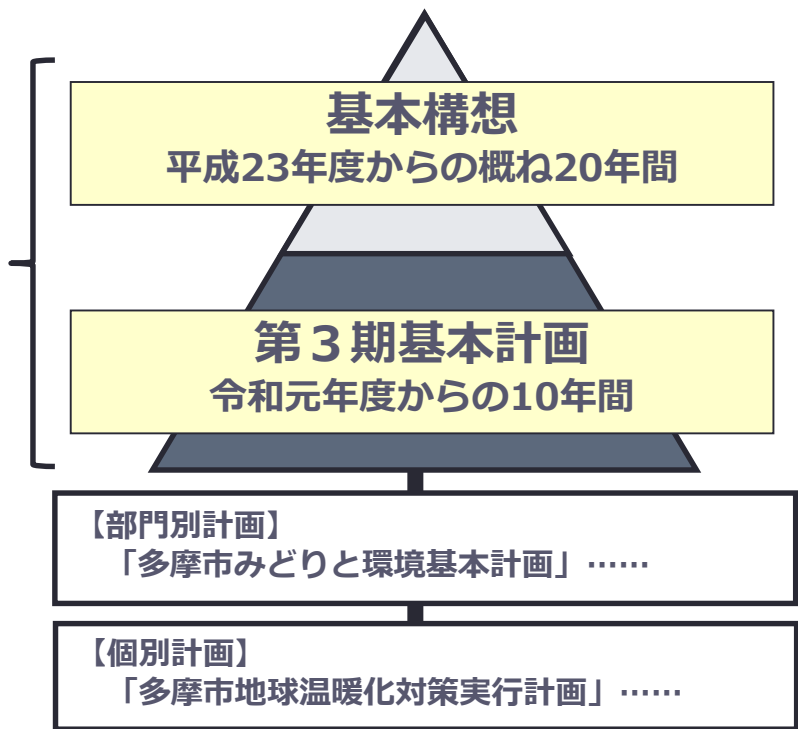 基本構想
平成23年度からの概ね20年間
第３期基本計画
令和元年度からの10年間
【部門別計画】
「多摩市みどりと環境基本計画」……
【個別計画】
「多摩市地球温暖化対策実行計画」……